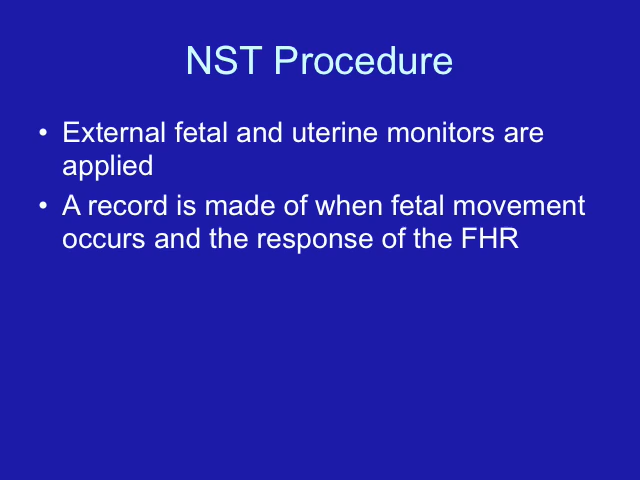 NST Procedure
• External fetal and uterine monitors are
applied
• A record is made of when fetal movement
occurs and the response of the FHR